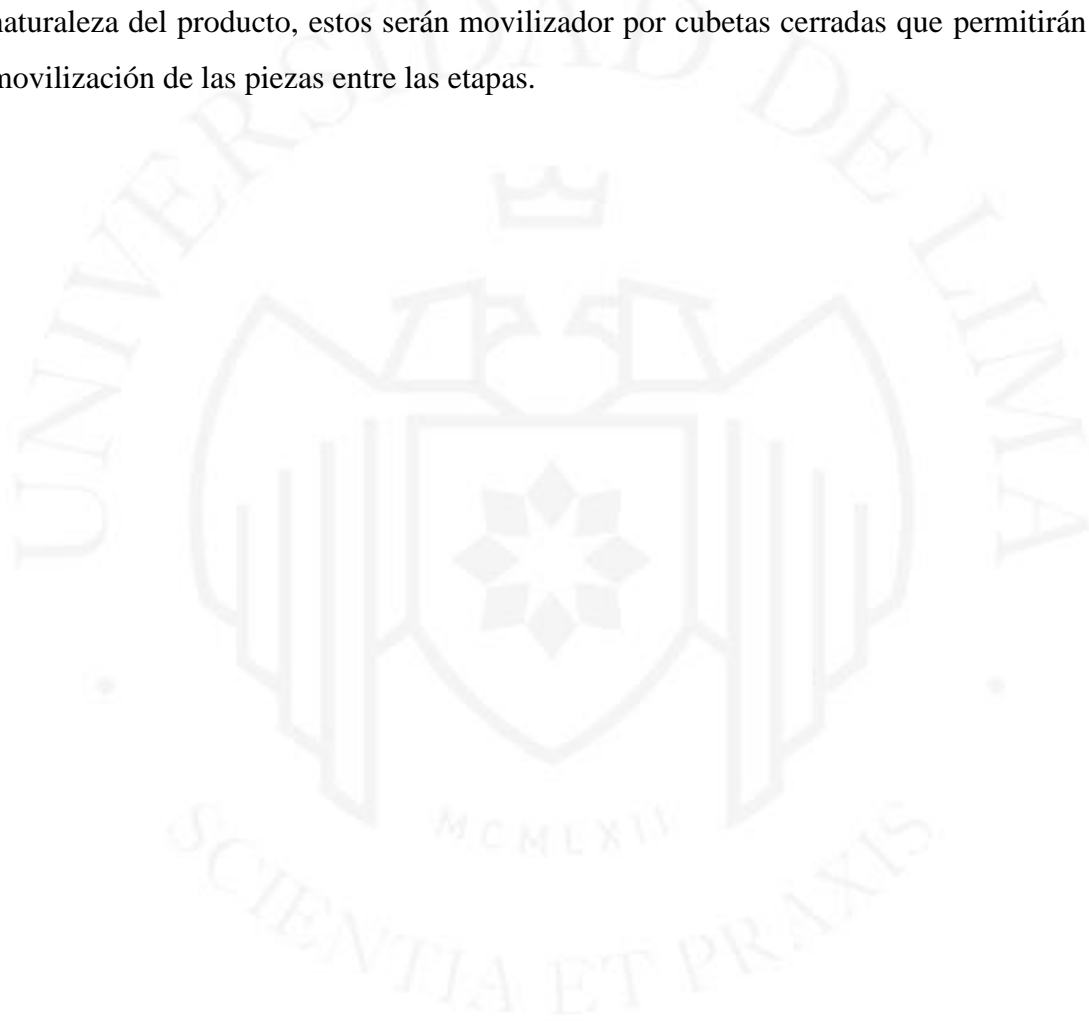 naturaleza del producto, estos serán movilizador por cubetas cerradas que permitirán
movilización de las piezas entre las etapas.
UNIVERSIDAD DE LIMA
MCMLXII
SCIENTIA ET PRAXIS